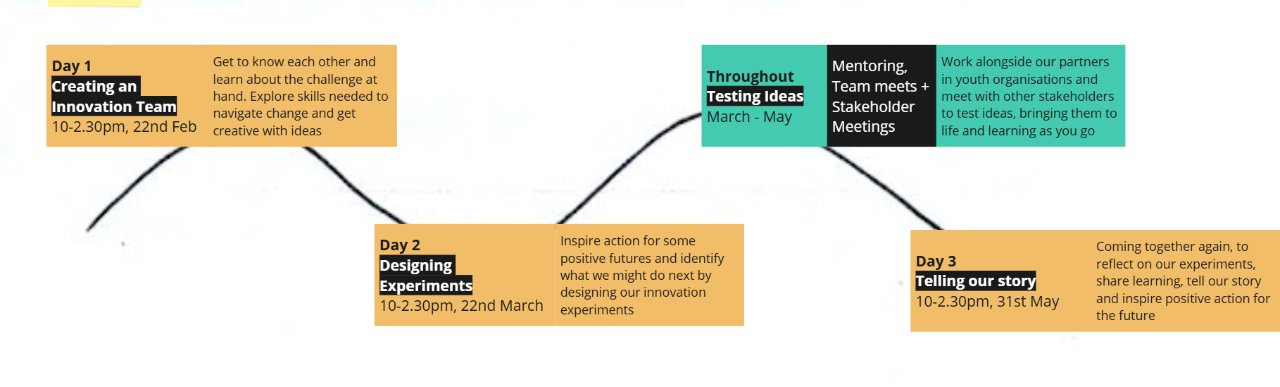 Day 1
Creating an
Innovation Team
10-2.30pm, 22nd Feb
Get to know each other and
learn about the challenge at
hand. Explore skills needed to
navigate change and get
creative with ideas
Throughout
Testing Ideas
March - May
Mentoring,
Team meets +
Stakeholder
Meetings
Work alongside our partners
in youth organisations and
meet with other stakeholders
to test ideas, bringing them to
life and learning as you go
Day 2
Designing
Experiments
10-2.30pm, 22nd March
Inspire action for some
positive futures and identify
what we might do next by
designing our innovation
experiments
Day 3
Telling our story
10-2.30pm, 31st May
Coming together again, to
reflect on our experiments,
share learning, tell our story
and inspire positive action for
the future